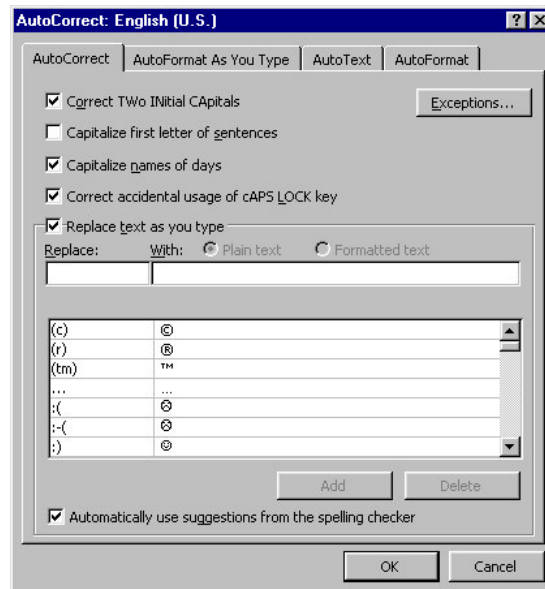 AutoCorrect: English (U.S.)
AutoCorrect AutoFormat As You Type AutoText AutoFormat
Correct TWo INitial CApitals Exceptions...
Capitalize first letter of sentences
Capitalize names of days
Correct accidental usage of cAPS LOCK key
Replace text as you type
Replace: With: Plain text Formatted text
(c) ©
(r) ®
(tm) ™
... ...
:( ☹
:-( ☹
:) ☺
Add Delete
Automatically use suggestions from the spelling checker
OK Cancel